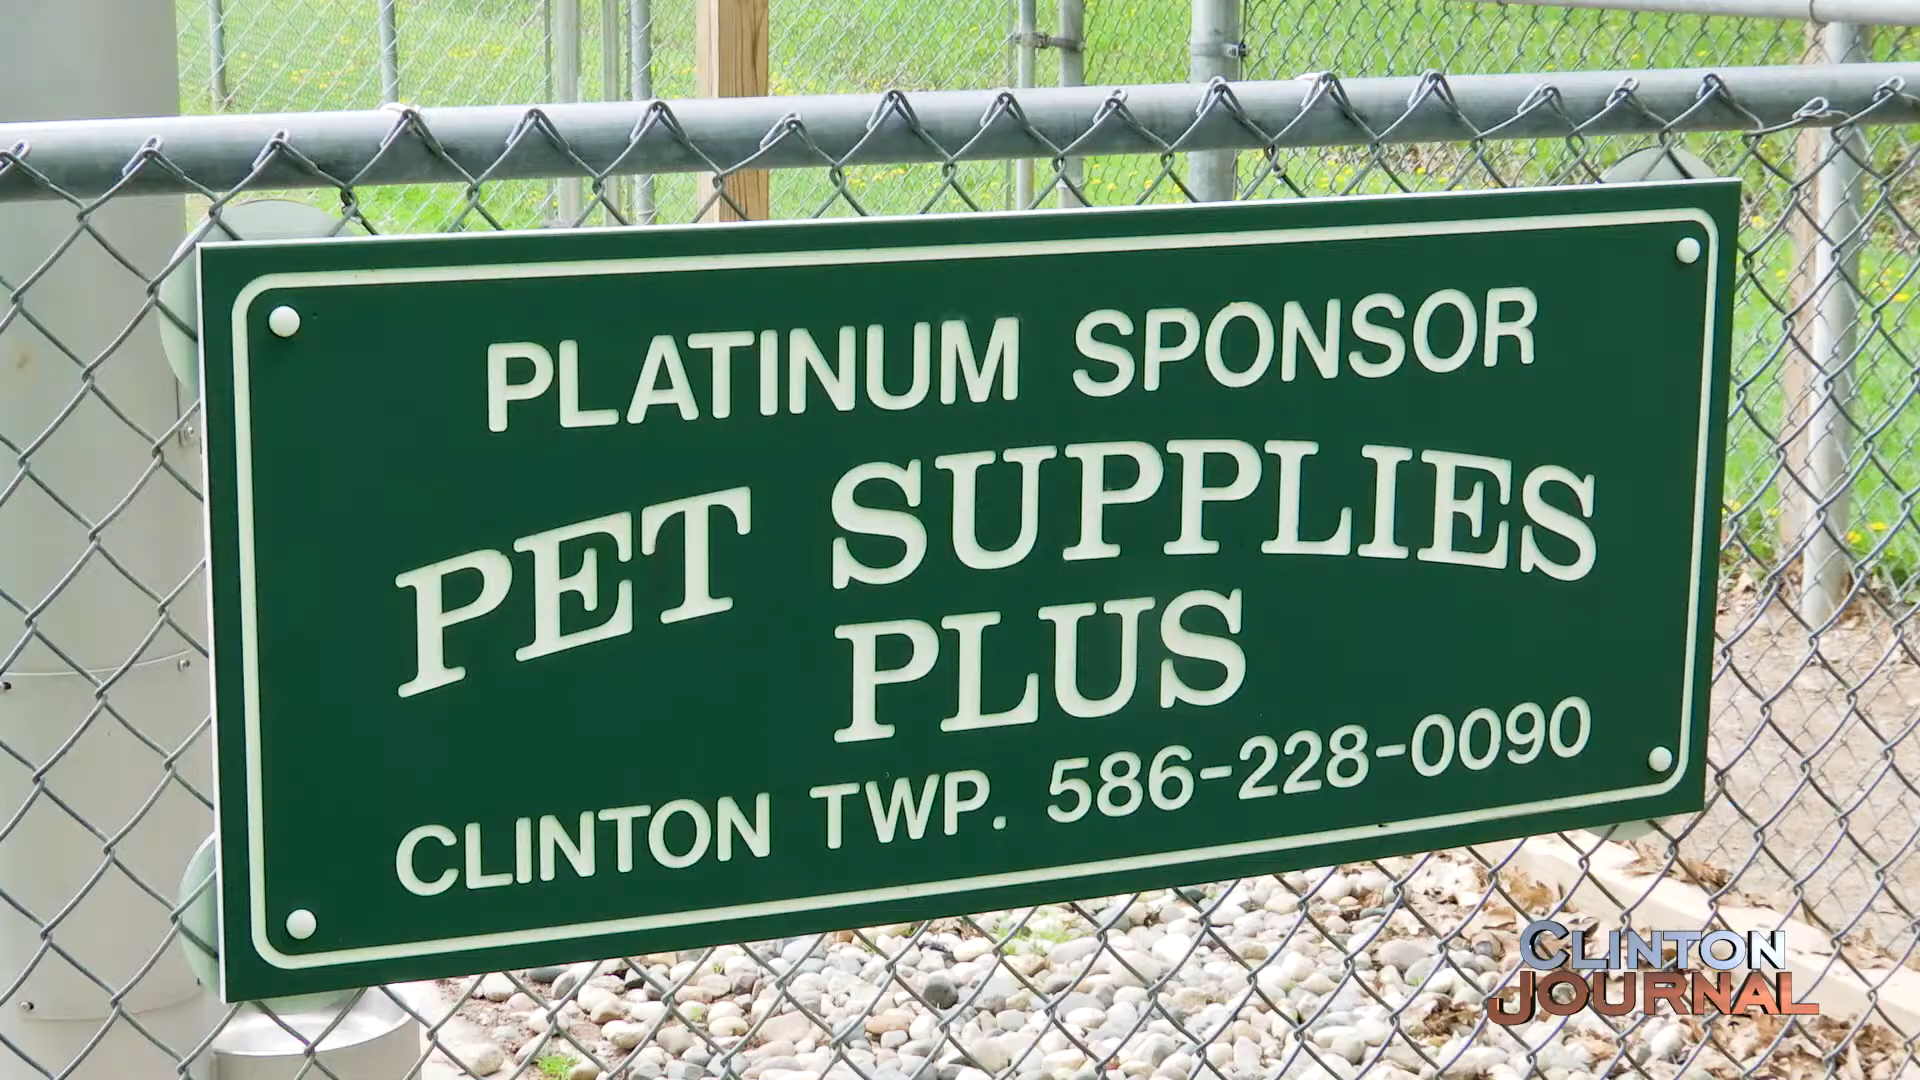 PLATINUM SPONSOR
PET SUPPLIES
PLUS
CLINTON TWP. 586-228-0090
CLINTON
JOURNAL